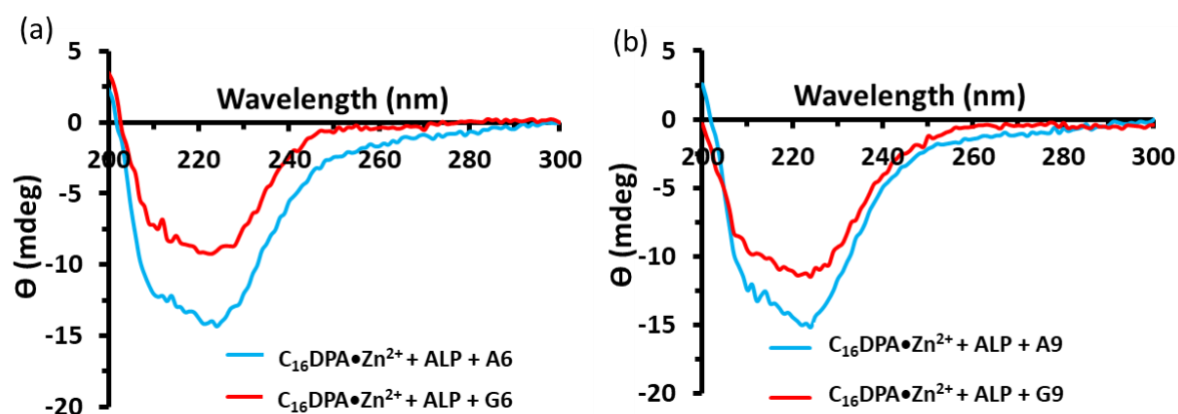 (a)
5
Wavelength (nm)
0
200 220 240 260 280 300
-5
-10
-15
-20
Θ (mdeg)
C₁₆DPA●Zn²⁺ + ALP + A6
C₁₆DPA●Zn²⁺ + ALP + G6
(b)
5
Wavelength (nm)
0
200 220 240 260 280 300
-5
-10
-15
-20
Θ (mdeg)
C₁₆DPA●Zn²⁺ + ALP + A9
C₁₆DPA●Zn²⁺ + ALP + G9